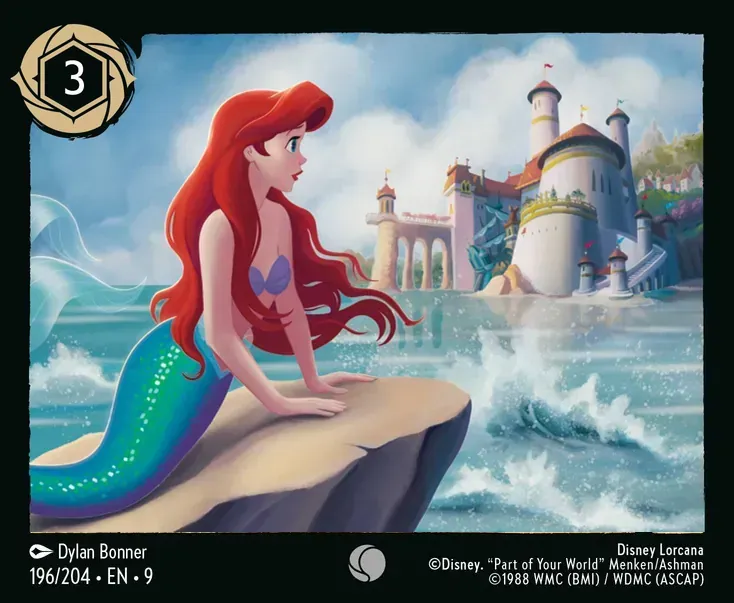 3
Dylan Bonner
196/204 • EN • 9
Disney Lorcana
©Disney. “Part of Your World” Menken/Ashman
©1988 WMC (BMI) / WDMC (ASCAP)